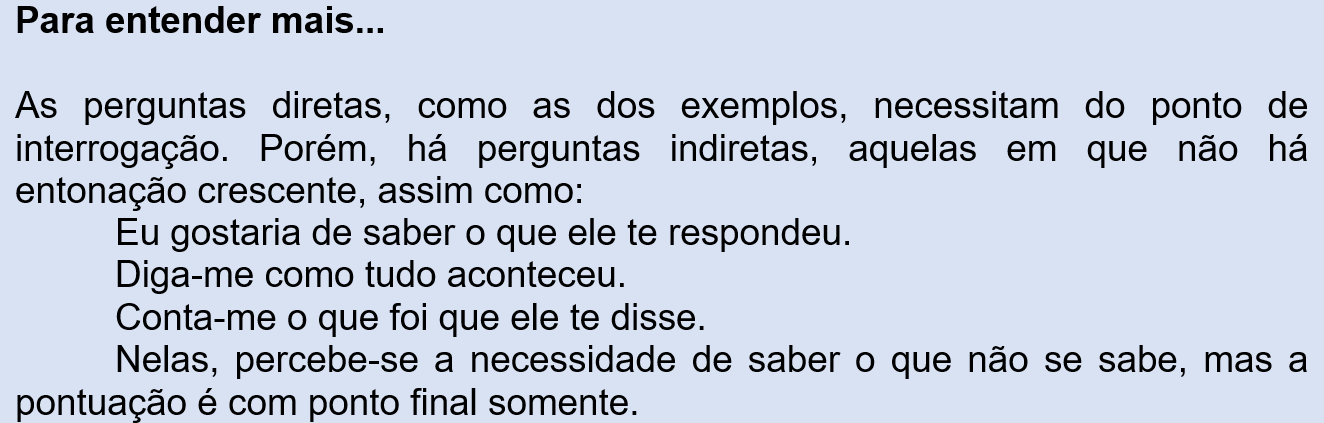 Para entender mais...
As perguntas diretas, como as dos exemplos, necessitam do ponto de
interrogação. Porém, há perguntas indiretas, aquelas em que não há
entonação crescente, assim como:
Eu gostaria de saber o que ele te respondeu.
Diga-me como tudo aconteceu.
Conta-me o que foi que ele te disse.
Nelas, percebe-se a necessidade de saber o que não se sabe, mas a
pontuação é com ponto final somente.